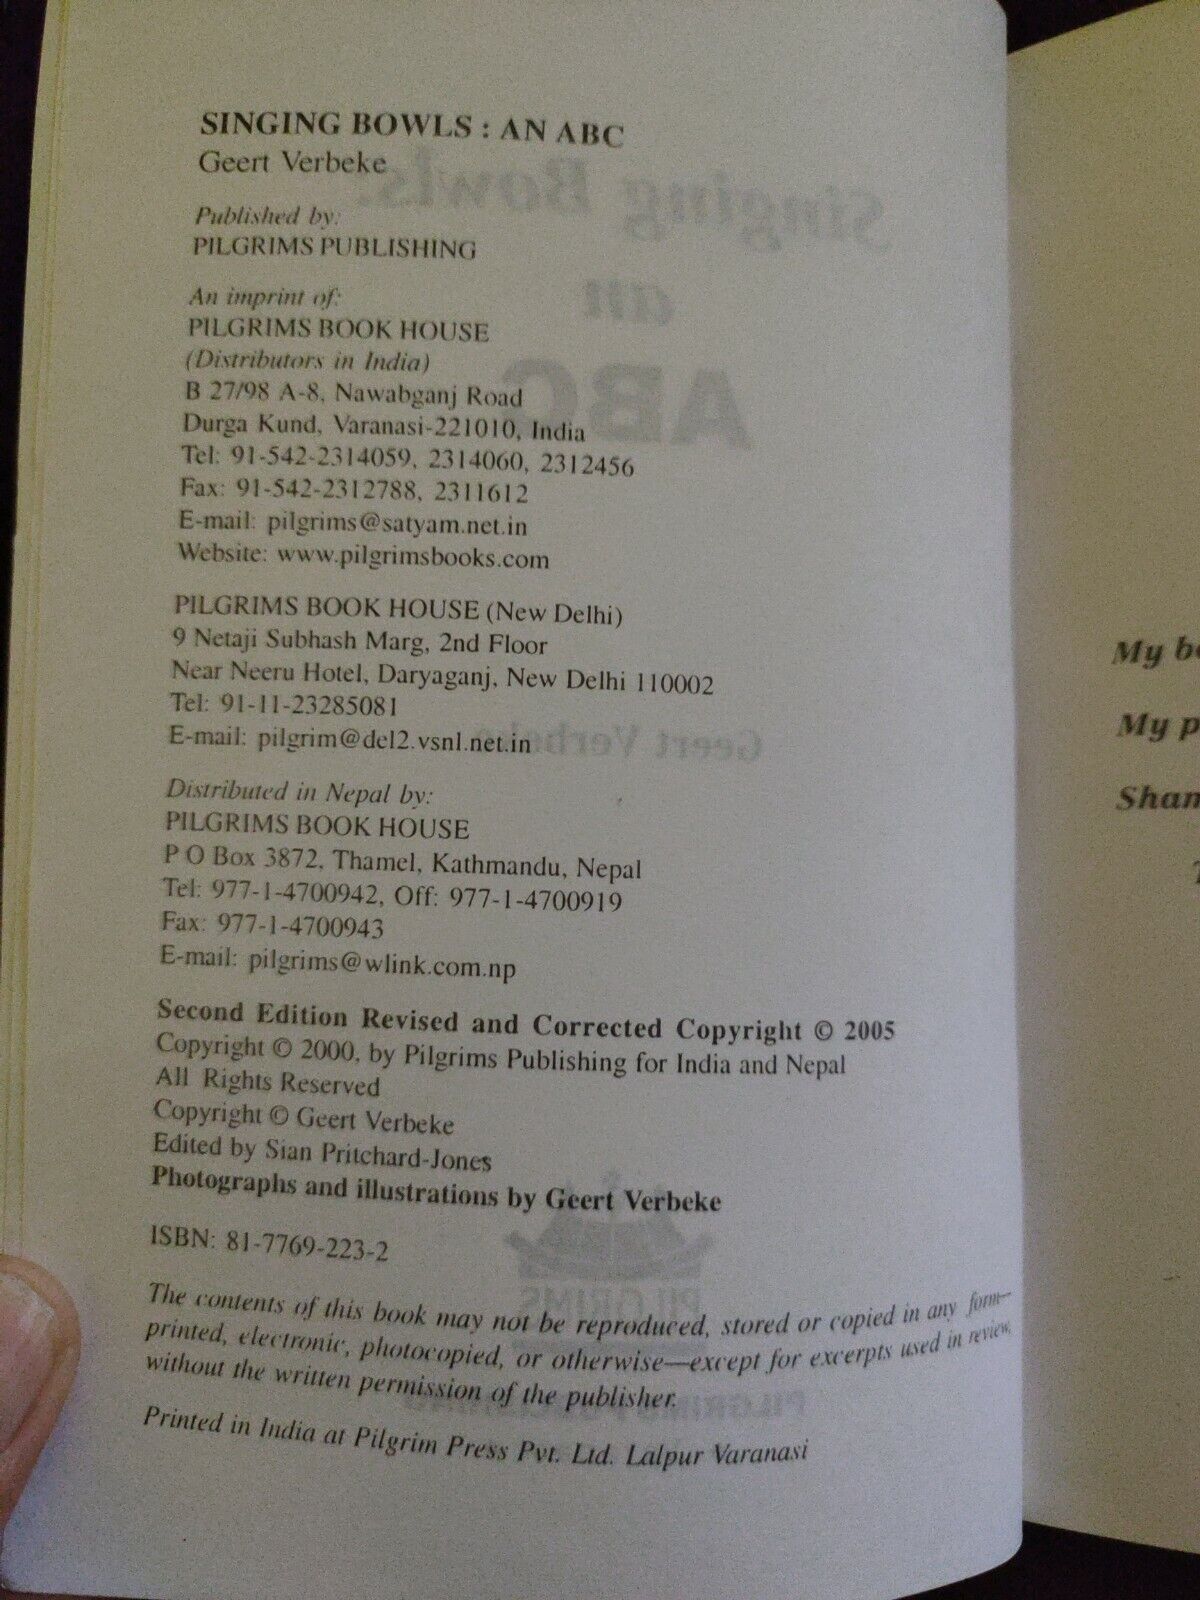 SINGING BOWLS : AN ABC
Geert Verbeke
Published by:
PILGRIMS PUBLISHING
An imprint of:
PILGRIMS BOOK HOUSE
(Distributors in India)
B 27/98 A-8, Nawabganj Road
Durga Kund, Varanasi-221010, India
Tel: 91-542-2314059, 2314060, 2312456
Fax: 91-542-2312788, 2311612
E-mail: pilgrims@satyam.net.in
Website: www.pilgrimsbooks.com
PILGRIMS BOOK HOUSE (New Delhi)
9 Netaji Subhash Marg, 2nd Floor
Near Neeru Hotel, Daryaganj, New Delhi 110002
Tel: 91-11-23285081
E-mail: pilgrim@del2.vsnl.net.in
Distributed in Nepal by:
PILGRIMS BOOK HOUSE
P O Box 3872, Thamel, Kathmandu, Nepal
Tel: 977-1-4700942, Off: 977-1-4700919
Fax: 977-1-4700943
E-mail: pilgrims@wlink.com.np
Second Edition Revised and Corrected Copyright © 2005
Copyright © 2000, by Pilgrims Publishing for India and Nepal
All Rights Reserved
Copyright © Geert Verbeke
Edited by Sian Pritchard-Jones
Photographs and illustrations by Geert Verbeke
ISBN: 81-7769-223-2
The contents of this book may not be reproduced, stored or copied in any form—
printed, electronic, photocopied, or otherwise—except for excerpts used in review,
without the written permission of the publisher.
Printed in India at Pilgrim Press Pvt. Ltd. Lalpur Varanasi
My
My